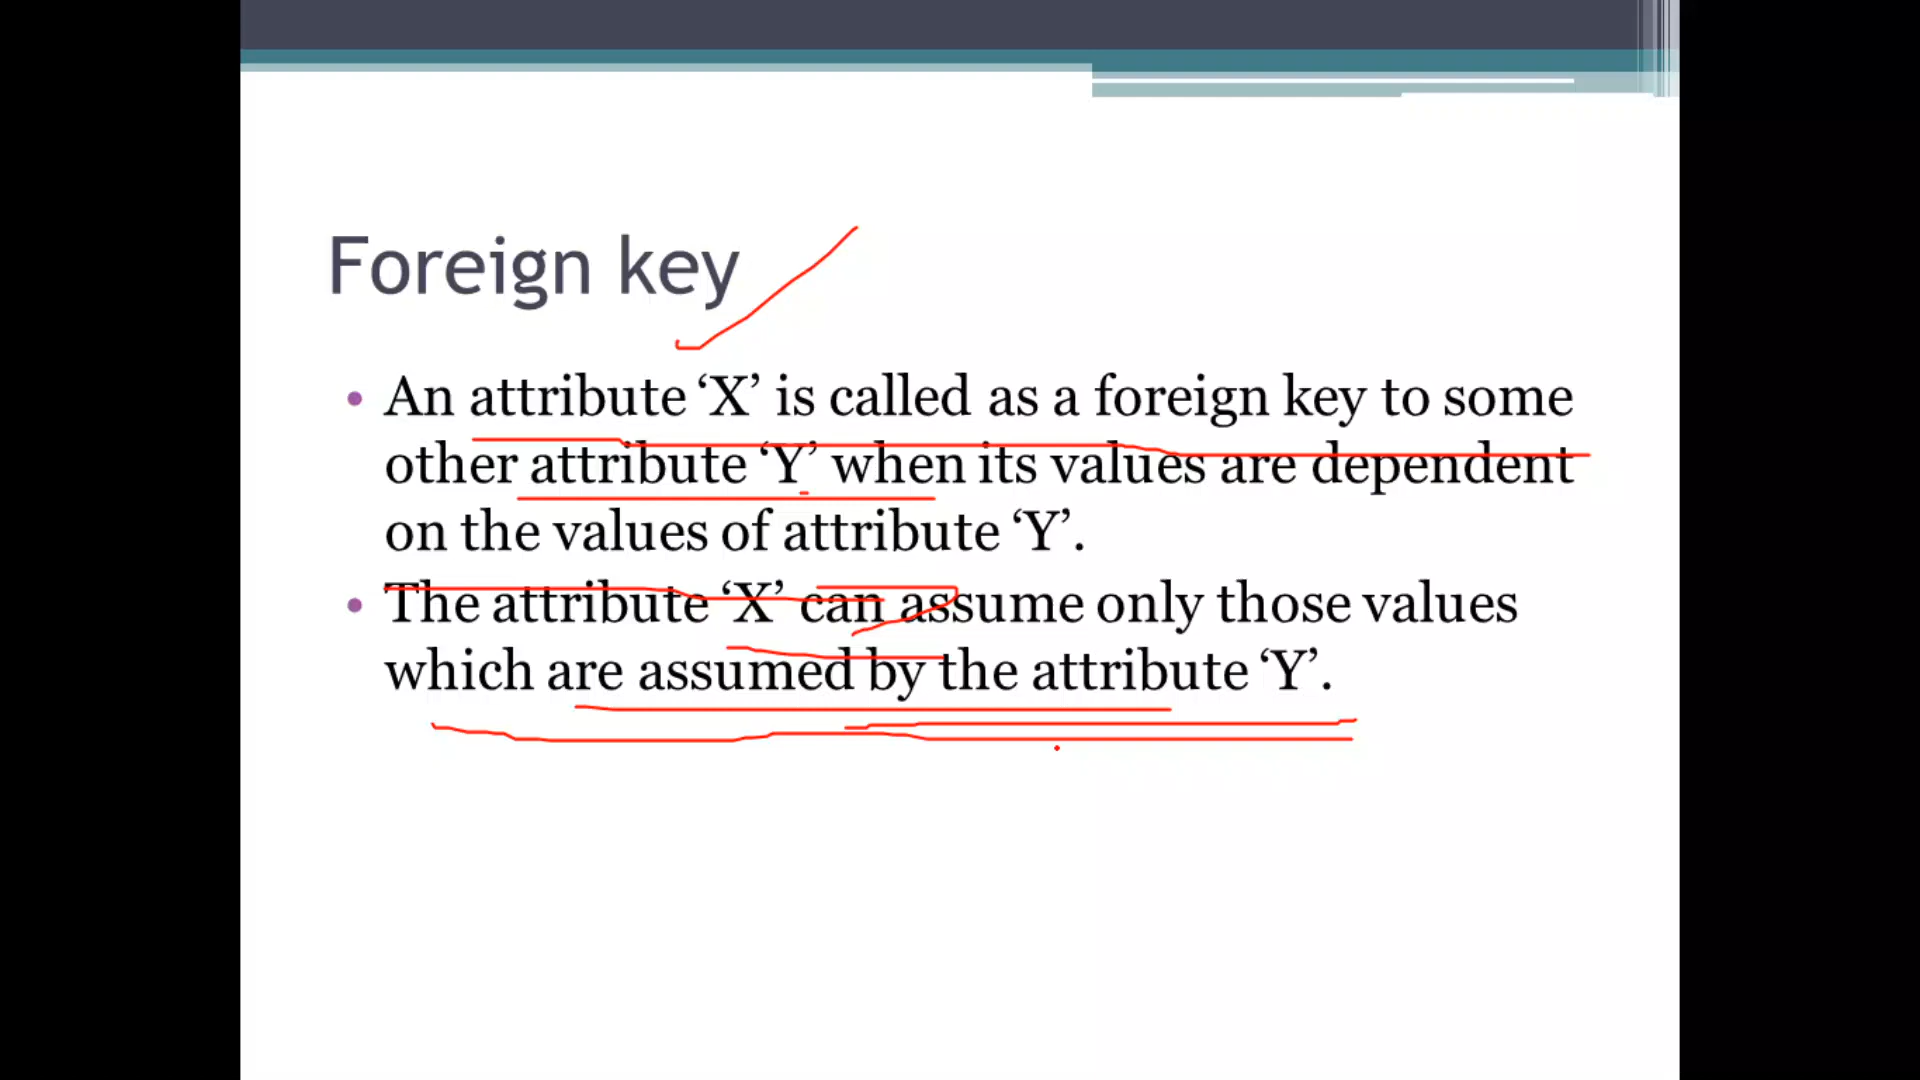 Foreign key
• An attribute ‘X’ is called as a foreign key to some
other attribute ‘Y’ when its values are dependent
on the values of attribute ‘Y’.
• The attribute ‘X’ can assume only those values
which are assumed by the attribute ‘Y’.